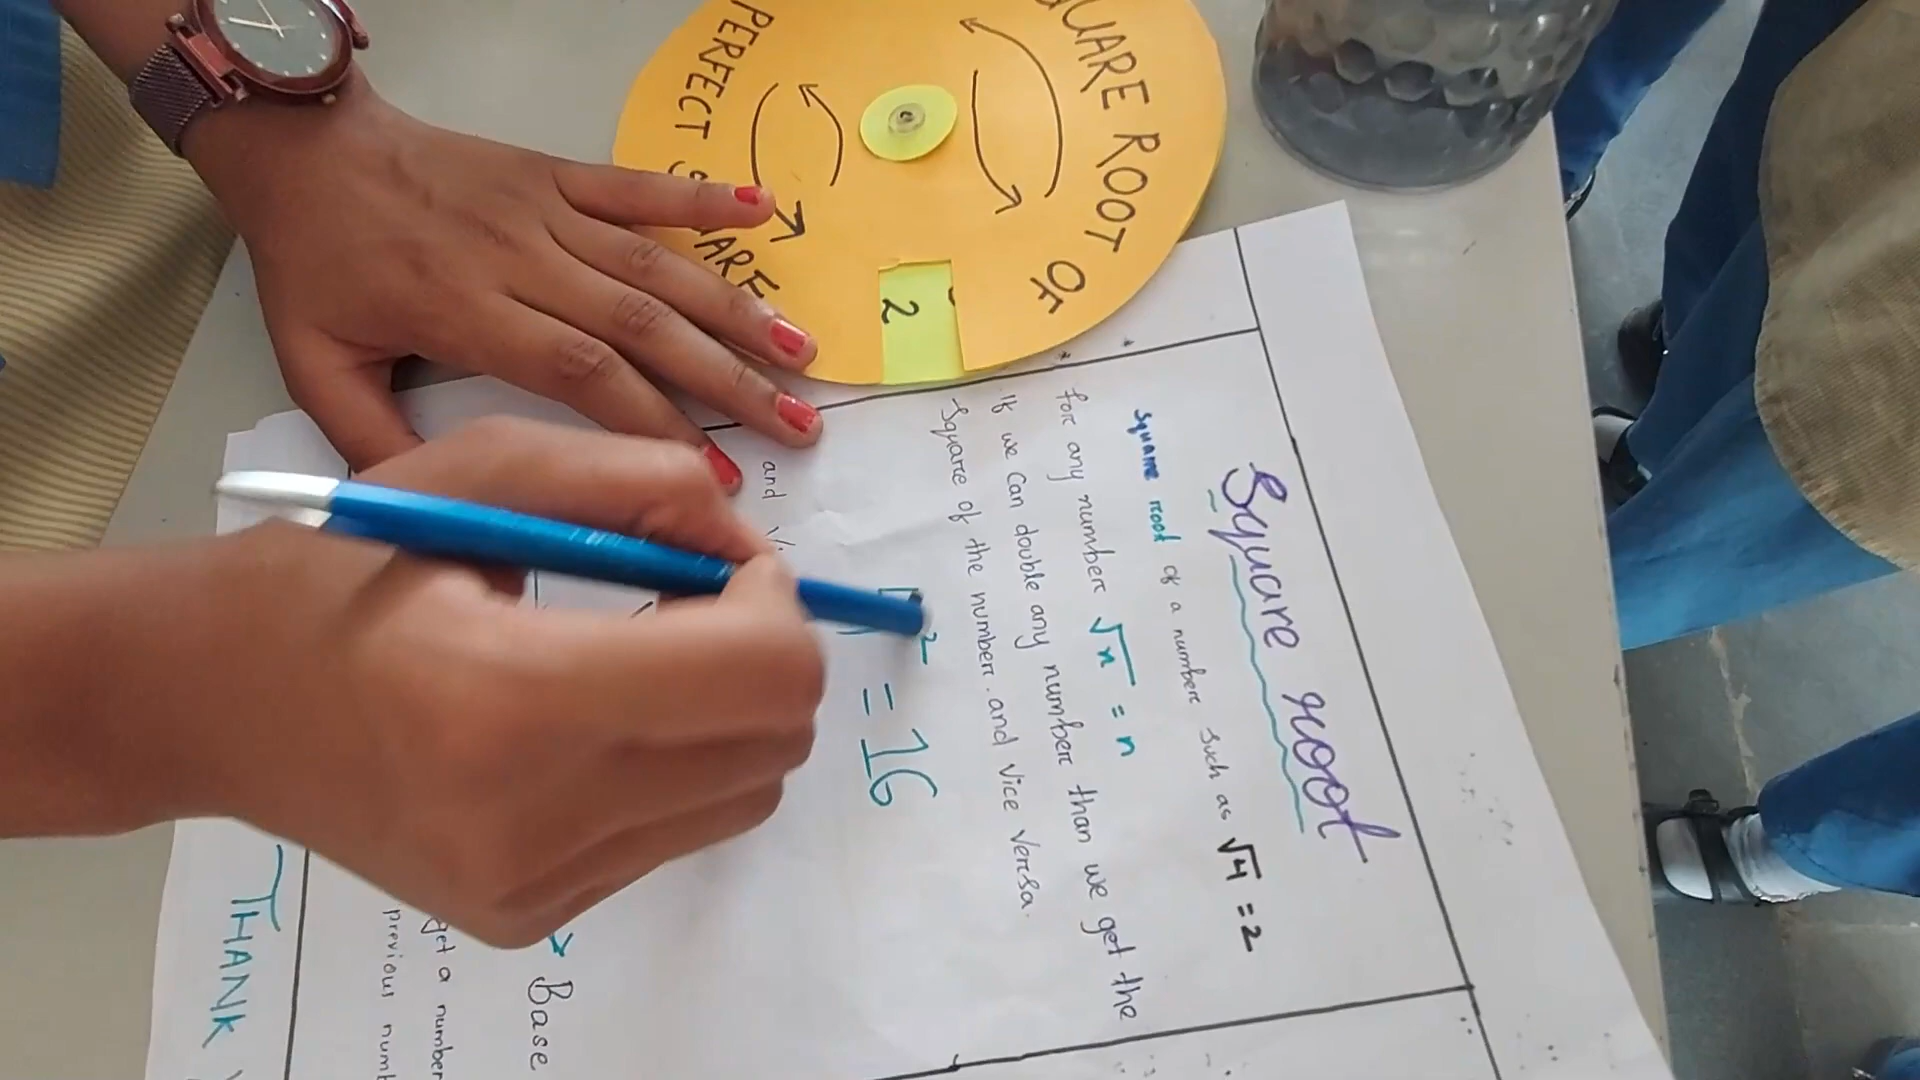 SQUARE ROOT OF
PERFECT SQUARE
2
Square root
square root of a number such as √4 = 2
for any number √n = n
If we can double any number than we get the
Square of the number. and vice versa.
² = 16
and
Base
get a number
previous
THANK